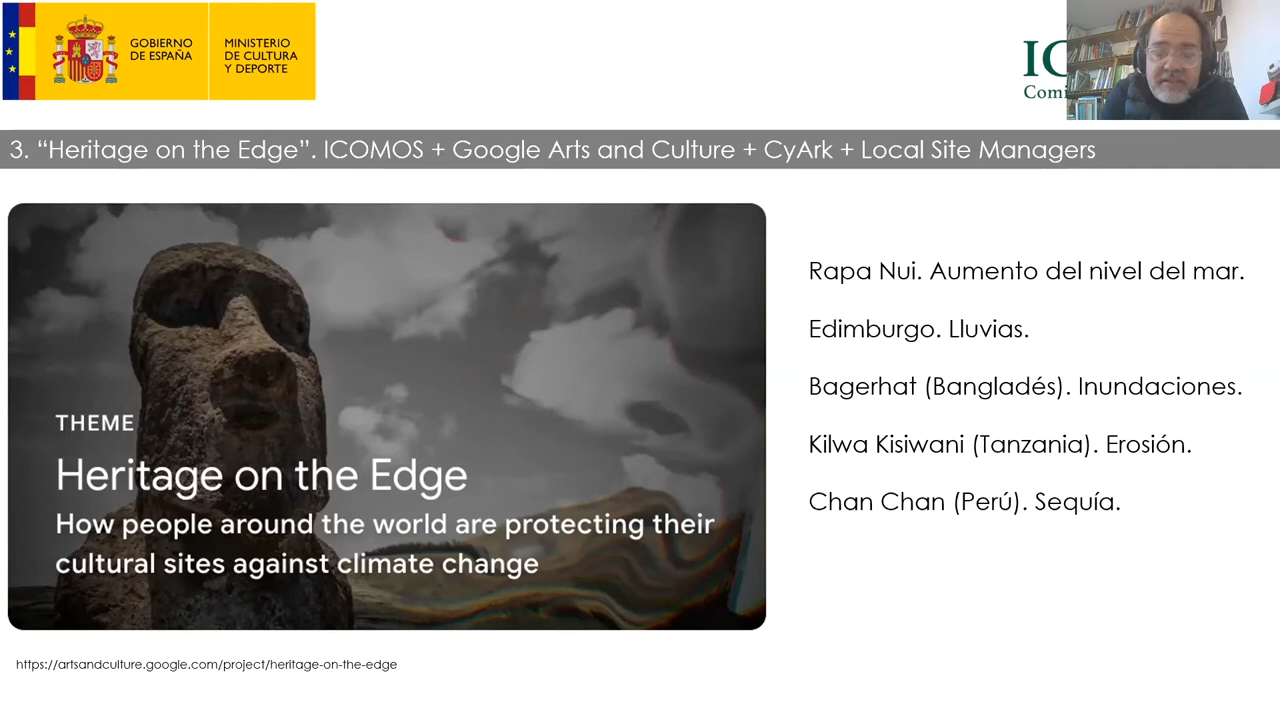 GOBIERNO
DE ESPAÑA
MINISTERIO
DE CULTURA
Y DEPORTE
3. “Heritage on the Edge”. ICOMOS + Google Arts and Culture + CyArk + Local Site Managers
THEME
Heritage on the Edge
How people around the world are protecting their
cultural sites against climate change
Rapa Nui. Aumento del nivel del mar.
Edimburgo. Lluvias.
Bagerhat (Bangladés). Inundaciones.
Kilwa Kisiwani (Tanzania). Erosión.
Chan Chan (Perú). Sequía.
https://artsandculture.google.com/project/heritage-on-the-edge